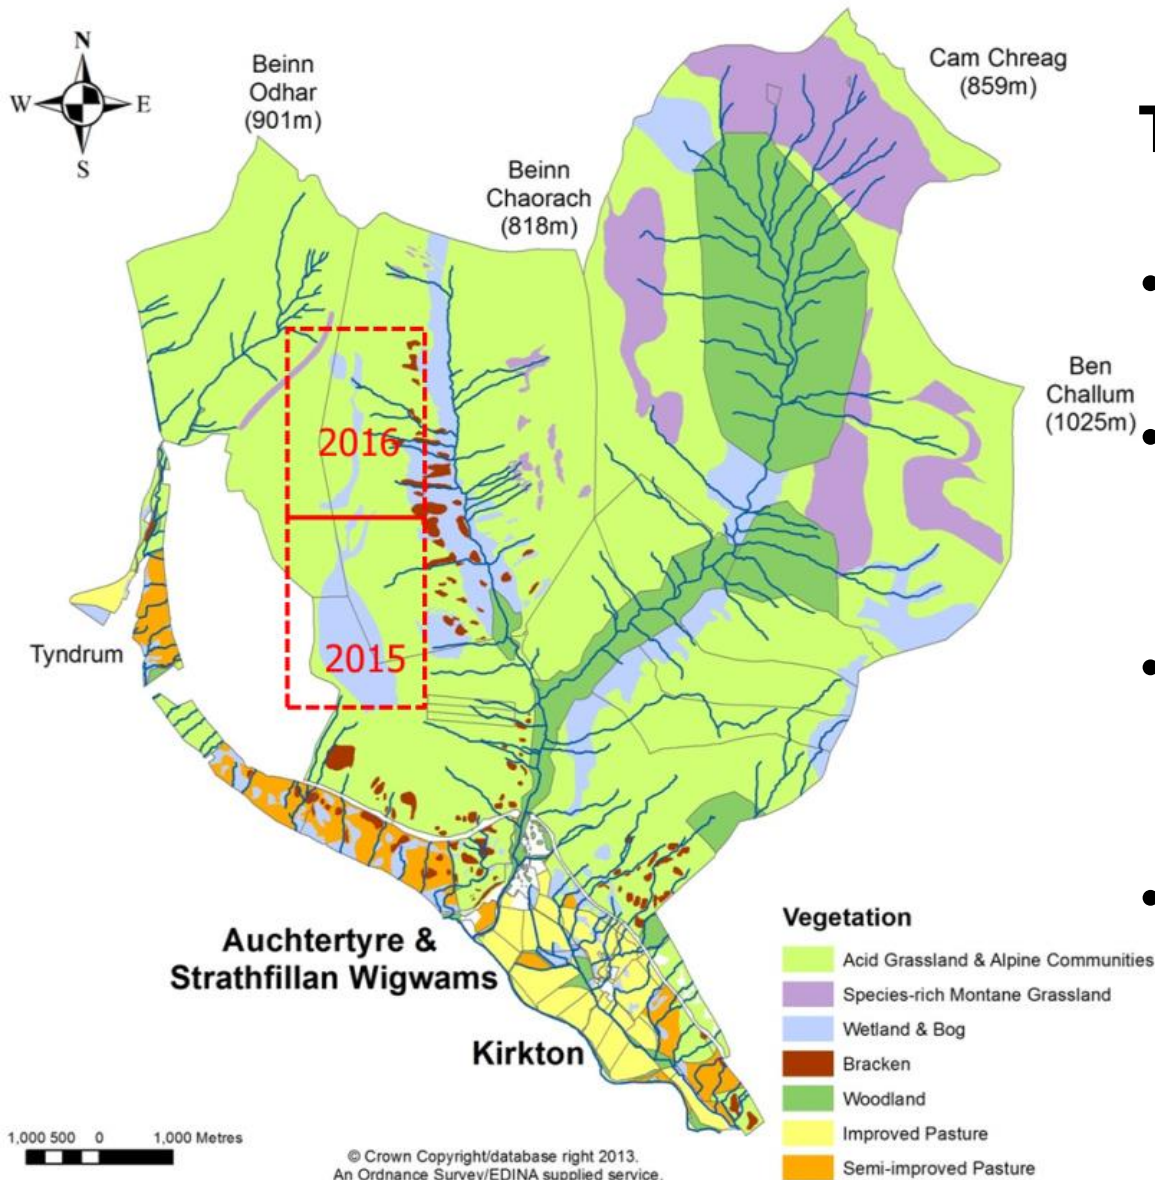 N
W
E
S
Beinn
Odhar
(901m)
Cam Chreag
(859m)
T
Beinn
Chaorach
(818m)
•
Ben
Challum
(1025m)
•
2016
Tyndrum
2015
•
•
Auchtertyre &
Strathfillan Wigwams
Kirkton
Vegetation
Acid Grassland & Alpine Communities
Species-rich Montane Grassland
Wetland & Bog
Bracken
Woodland
Improved Pasture
Semi-improved Pasture
1,000 500 0 1,000 Metres
© Crown Copyright/database right 2013.
An Ordnance Survey/EDINA supplied service.